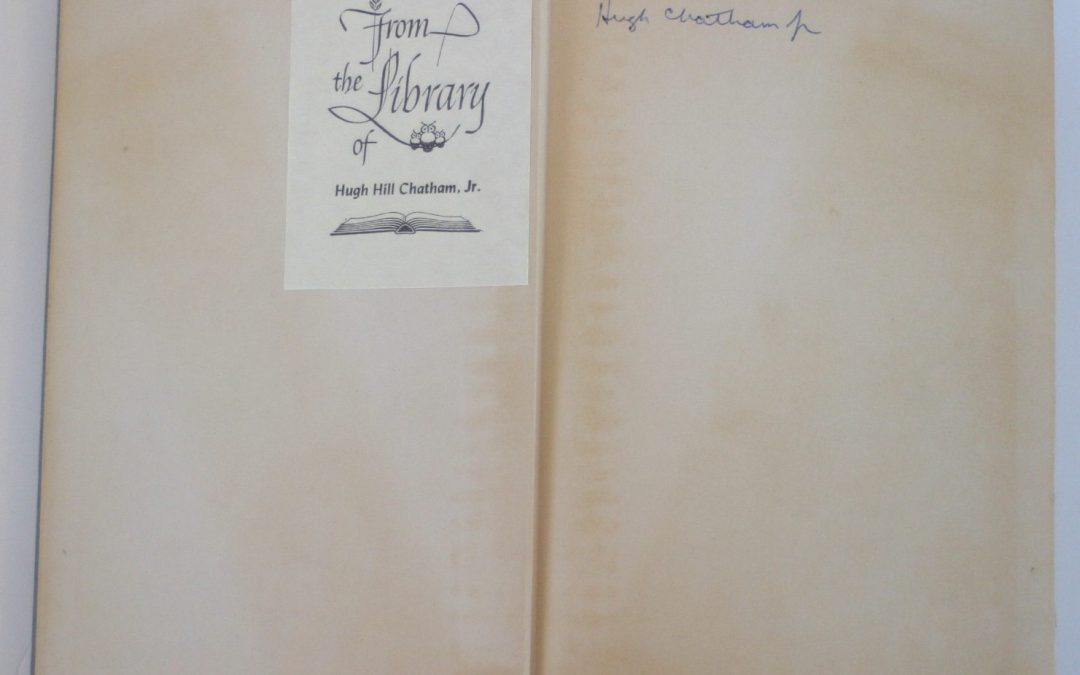 From
the Library
of
Hugh Hill Chatham, Jr.
Hugh Chatham Jr